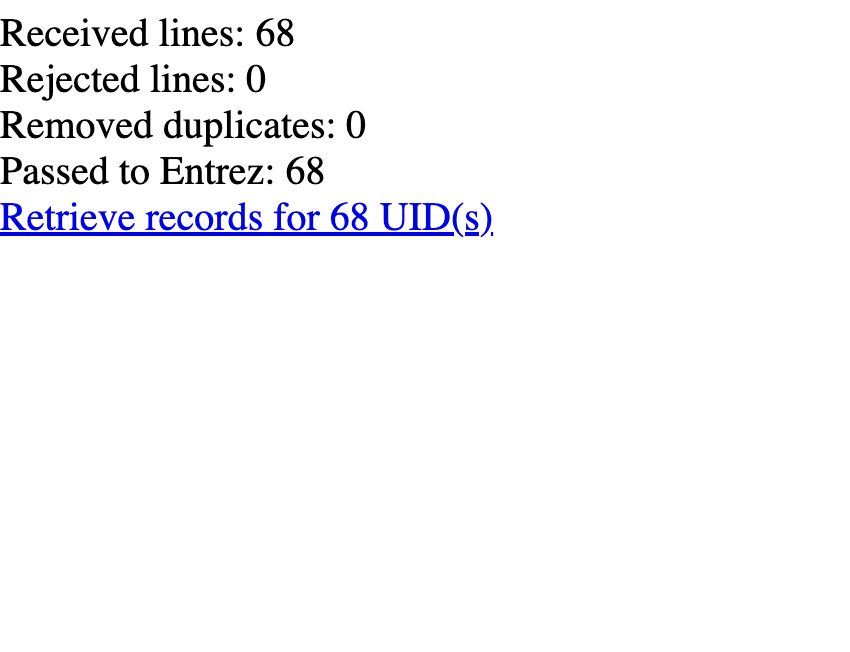 Received lines: 68
Rejected lines: 0
Removed duplicates: 0
Passed to Entrez: 68
Retrieve records for 68 UID(s)